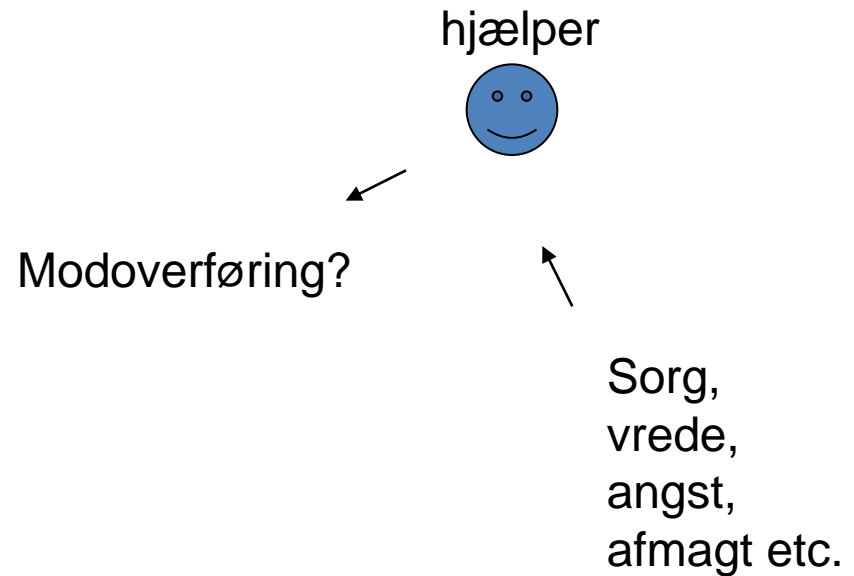 hjælper
Modoverføring?
Sorg,
vrede,
angst,
afmagt etc.